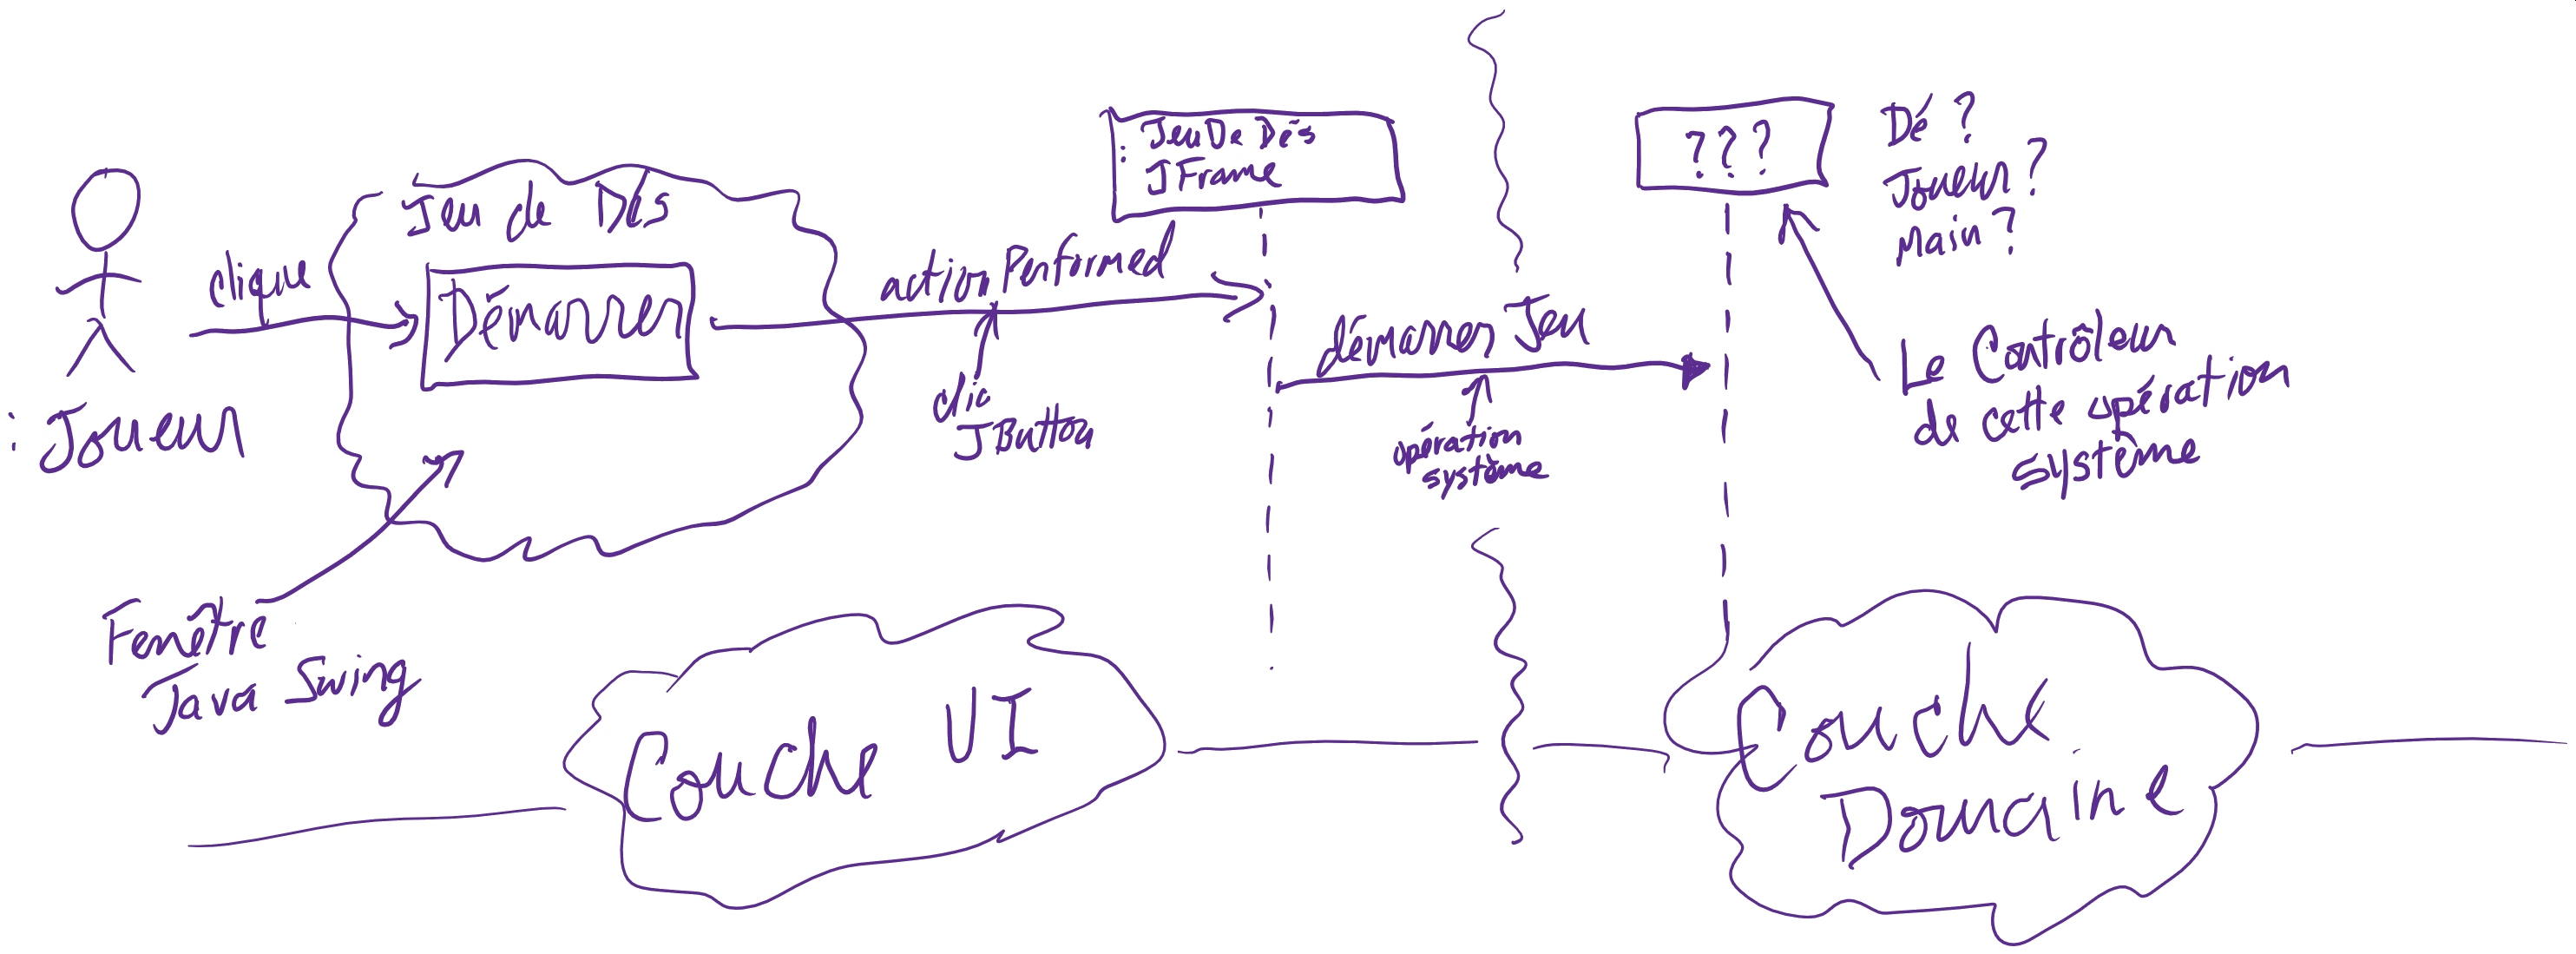 : Joueur
clique
Jeu de Dés
Démarrer
Fenêtre
Java Swing
actionPerformed
clic
JButton
: JeuDeDés
JFrame
démarrerJeu
opération
système
???
Dé ?
Joueur ?
Main ?
Le Contrôleur
de cette opération
système
Couche UI
Couche
Domaine